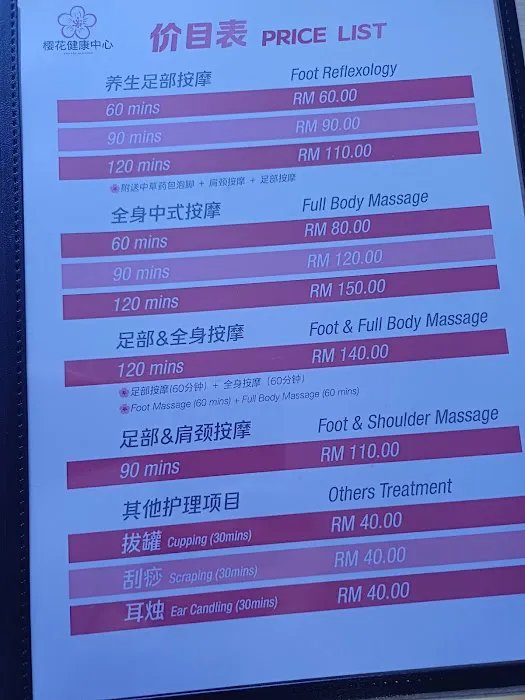 樱花健康中心
价目表 PRICE LIST
养生足部按摩 Foot Reflexology
60 mins RM 60.00
90 mins RM 90.00
120 mins RM 110.00
附送中草药包泡脚 + 肩颈按摩 + 足部按摩
全身中式按摩 Full Body Massage
60 mins RM 80.00
90 mins RM 120.00
120 mins RM 150.00
足部&全身按摩 Foot & Full Body Massage
120 mins RM 140.00
足部按摩(60分钟) + 全身按摩 (60分钟)
Foot Massage (60 mins) + Full Body Massage (60 mins)
足部&肩颈按摩 Foot & Shoulder Massage
90 mins RM 110.00
其他护理项目 Others Treatment
拔罐 Cupping (30mins) RM 40.00
刮痧 Scraping (30mins) RM 40.00
耳烛 Ear Candling (30mins) RM 40.00